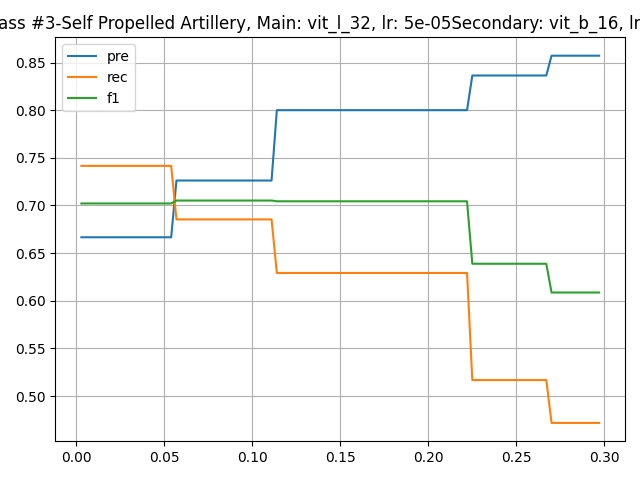 ass #3-Self Propelled Artillery, Main: vit_l_32, lr: 5e-05Secondary: vit_b_16, lr
pre
rec
f1
0.85
0.80
0.75
0.70
0.65
0.60
0.55
0.50
0.00 0.05 0.10 0.15 0.20 0.25 0.30